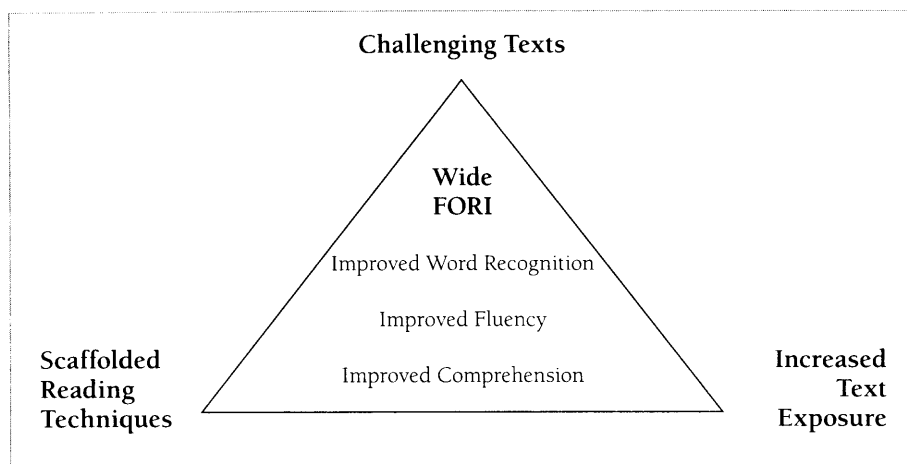 Challenging Texts
Wide
FORI
Improved Word Recognition
Improved Fluency
Improved Comprehension
Scaffolded
Reading
Techniques
Increased
Text
Exposure